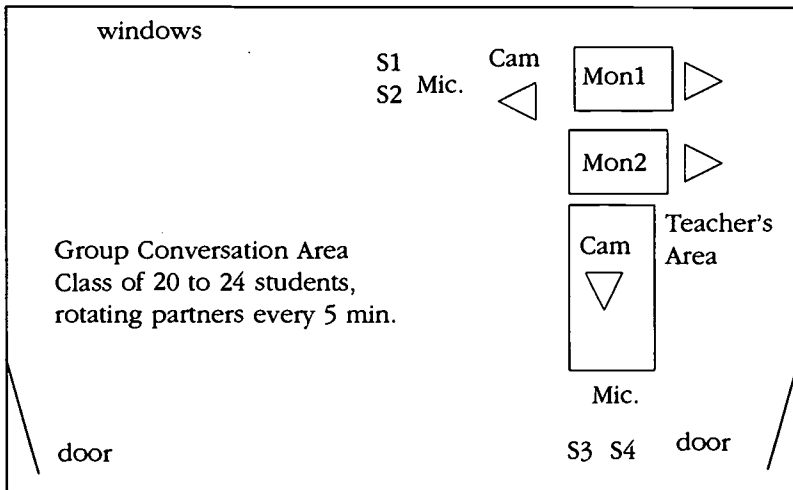 windows
S1
S2
Mic.
Cam
Mon1
Mon2
Teacher's
Area
Cam
Group Conversation Area
Class of 20 to 24 students,
rotating partners every 5 min.
Mic.
door
S3 S4
door